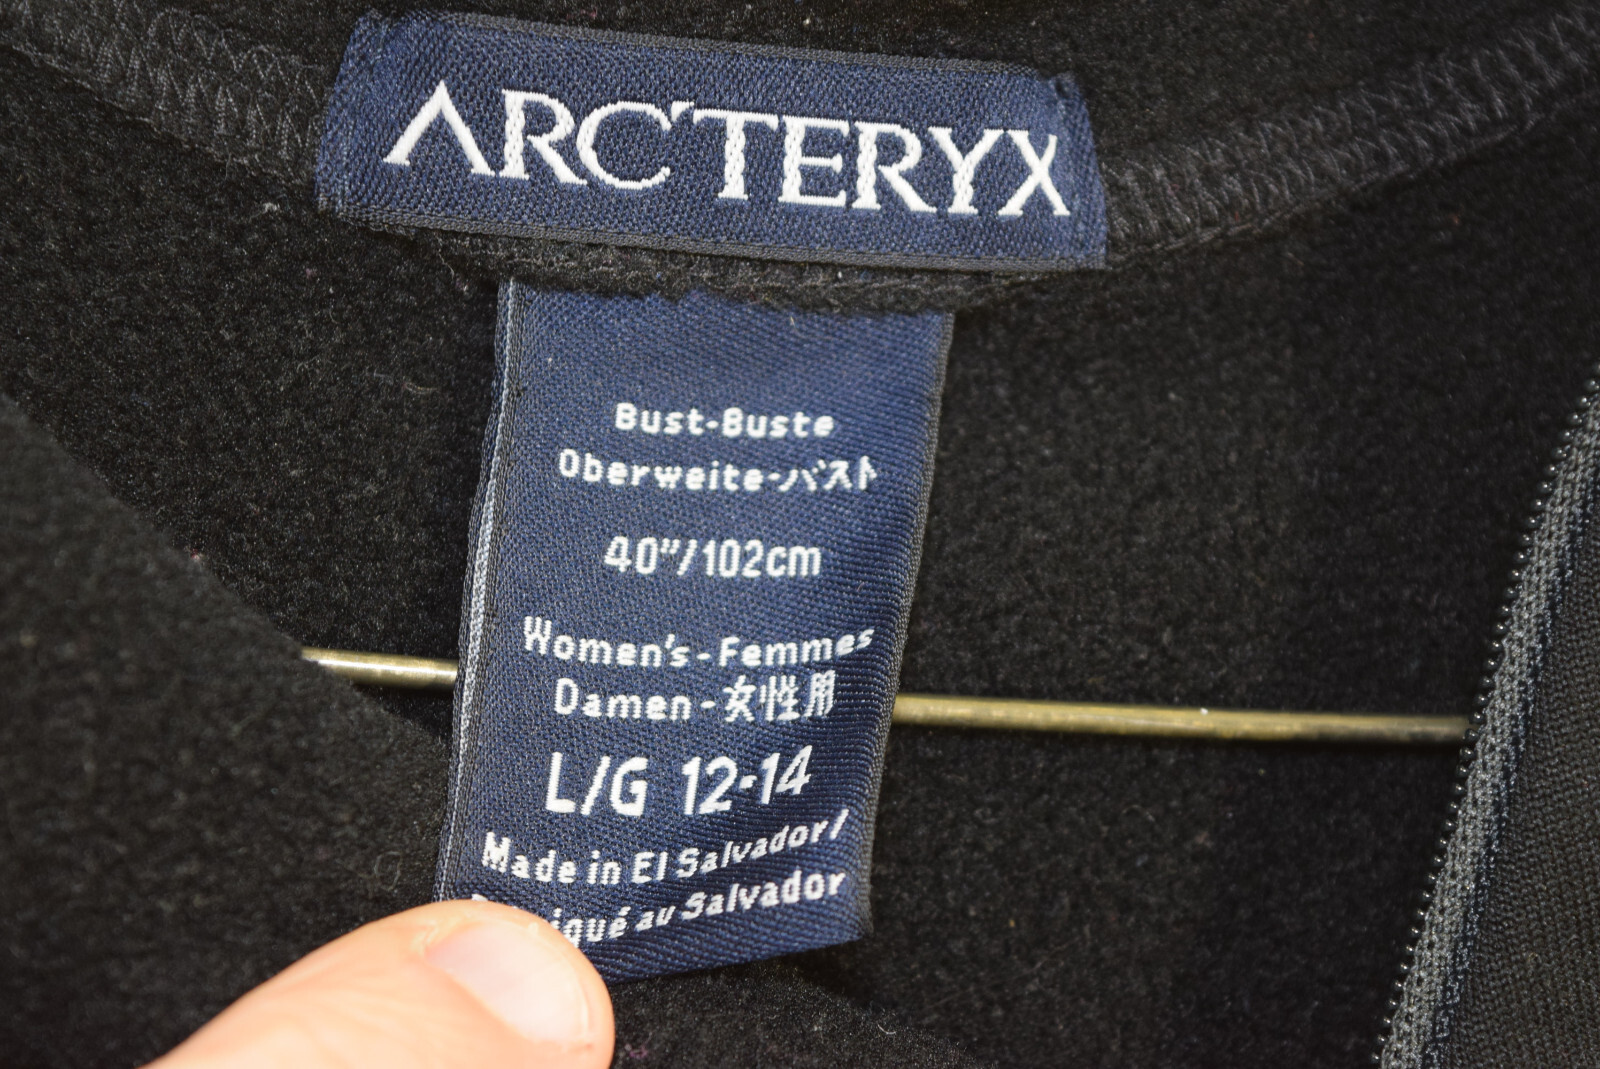 ARC'TERYX
Bust-Buste
Oberweite-バスト
40"/102cm
Women's-Femmes
Damen-女性用
L/G 12-14
Made in El Salvador/
au Salvador